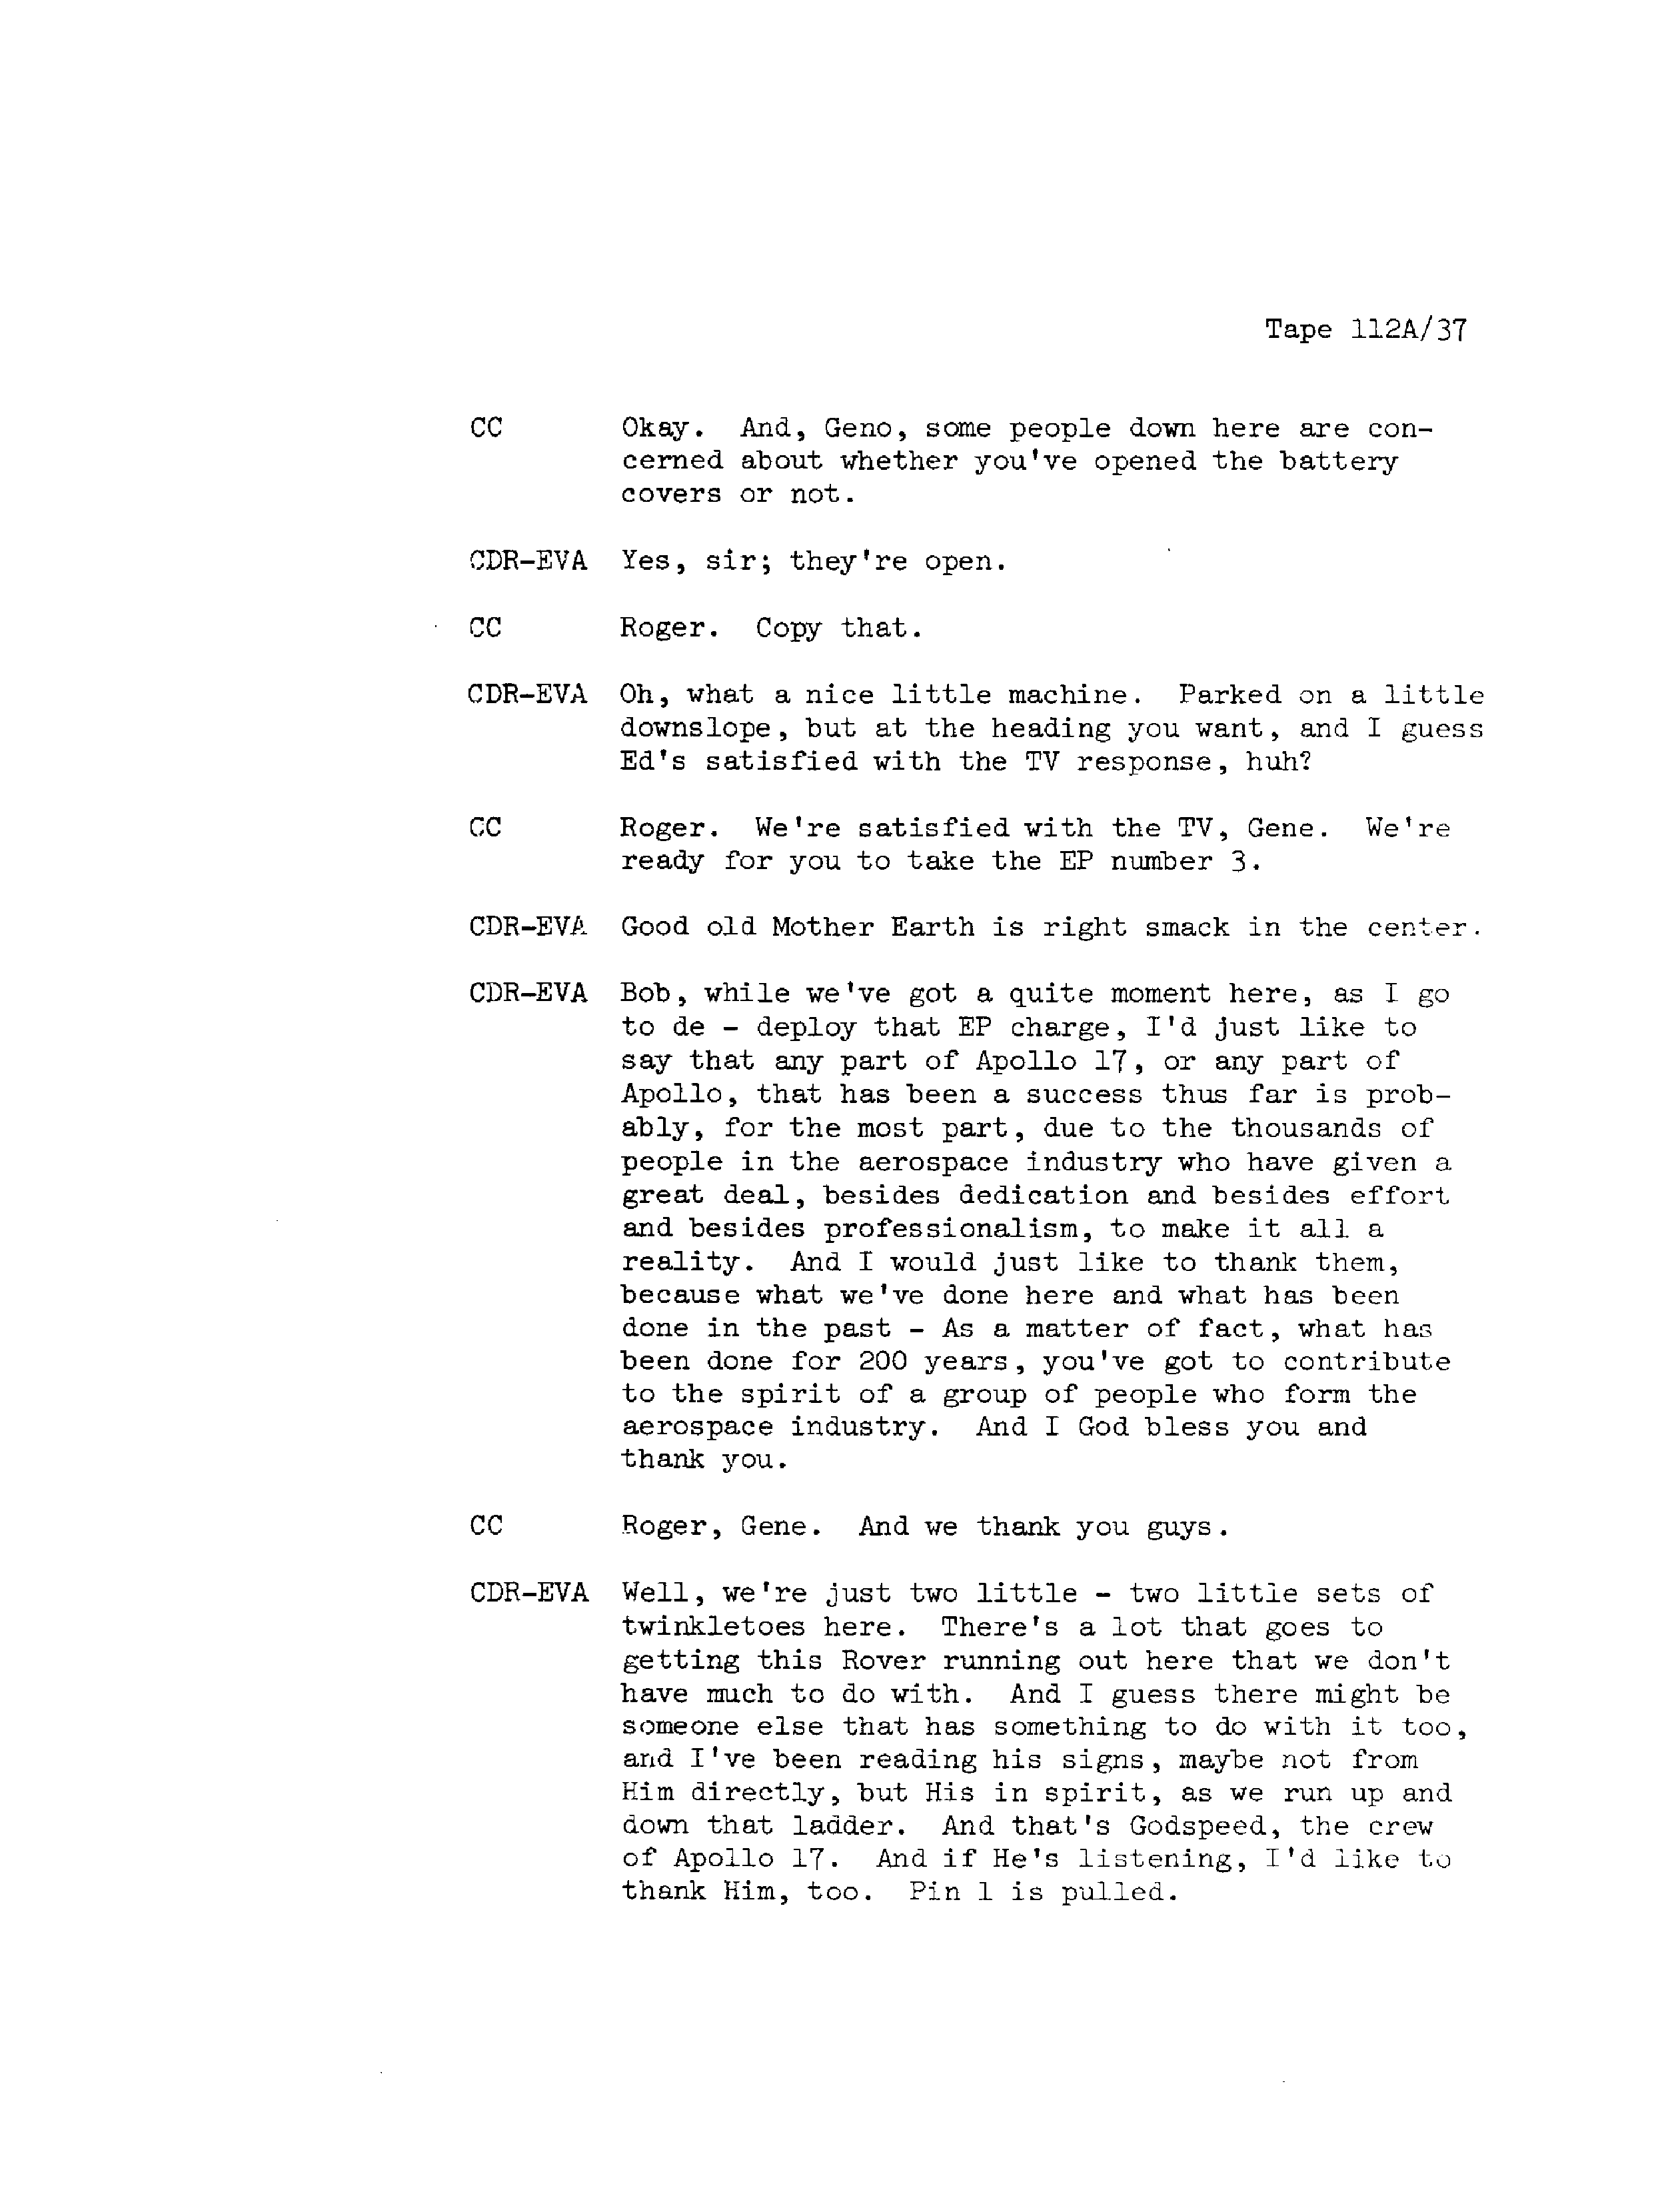 Tape 112A/37
CC Okay. And, Geno, some people down here are con-
cerned about whether you've opened the battery
covers or not.
CDR-EVA Yes, sir; they're open.
CC Roger. Copy that.
CDR-EVA Oh, what a nice little machine. Parked on a little
downslope, but at the heading you want, and I guess
Ed's satisfied with the TV response, huh?
CC Roger. We're satisfied with the TV, Gene. We're
ready for you to take the EP number 3.
CDR-EVA Good old Mother Earth is right smack in the center.
CDR-EVA Bob, while we've got a quite moment here, as I go
to de - deploy that EP charge, I'd just like to
say that any part of Apollo 17, or any part of
Apollo, that has been a success thus far is prob-
ably, for the most part, due to the thousands of
people in the aerospace industry who have given a
great deal, besides dedication and besides effort
and besides professionalism, to make it all a
reality. And I would just like to thank them,
because what we've done here and what has been
done in the past - As a matter of fact, what has
been done for 200 years, you've got to contribute
to the spirit of a group of people who form the
aerospace industry. And I God bless you and
thank you.
CC Roger, Gene. And we thank you guys.
CDR-EVA Well, we're just two little - two little sets of
twinkletoes here. There's a lot that goes to
getting this Rover running out here that we don't
have much to do with. And I guess there might be
someone else that has something to do with it too,
and I've been reading his signs, maybe not from
Him directly, but His in spirit, as we run up and
down that ladder. And that's Godspeed, the crew
of Apollo 17. And if He's listening, I'd like to
thank Him, too. Pin 1 is pulled.